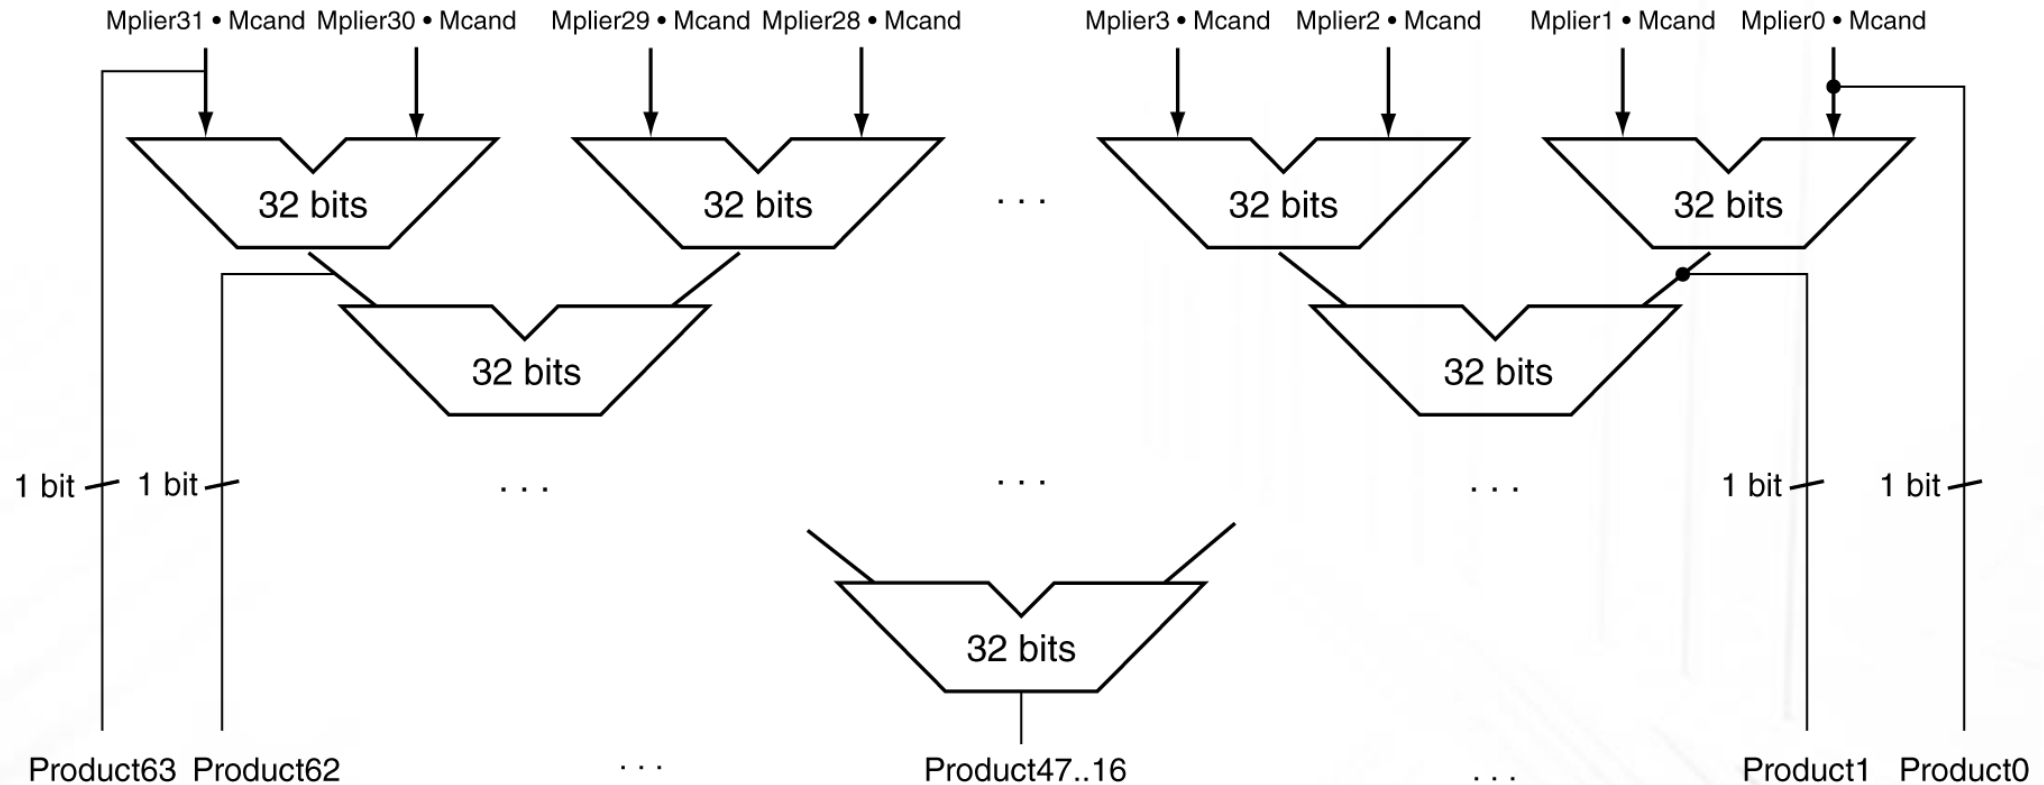 Mplier31 • Mcand Mplier30 • Mcand Mplier29 • Mcand Mplier28 • Mcand Mplier3 • Mcand Mplier2 • Mcand Mplier1 • Mcand Mplier0 • Mcand
32 bits 32 bits . . . 32 bits 32 bits
32 bits 32 bits
1 bit 1 bit . . . . . . . . . 1 bit 1 bit
32 bits
Product63 Product62 . . . Product47..16 . . . Product1 Product0